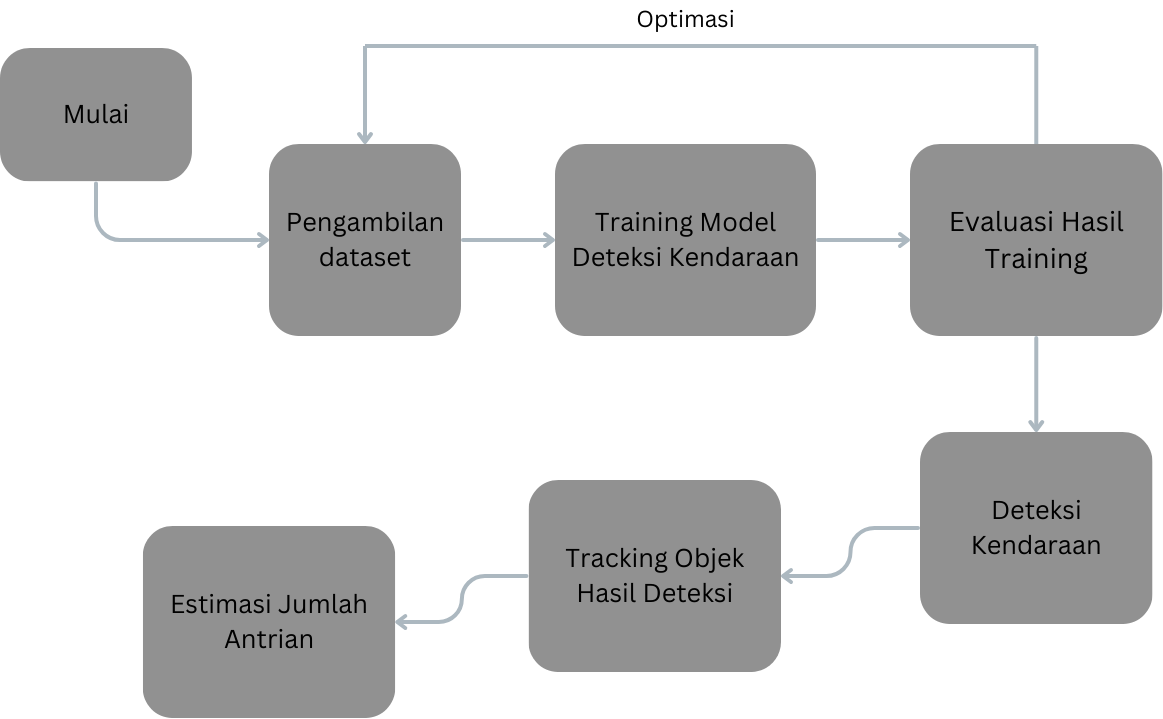 Optimasi
Mulai
Pengambilan
dataset
Training Model
Deteksi Kendaraan
Evaluasi Hasil
Training
Deteksi
Kendaraan
Tracking Objek
Hasil Deteksi
Estimasi Jumlah
Antrian